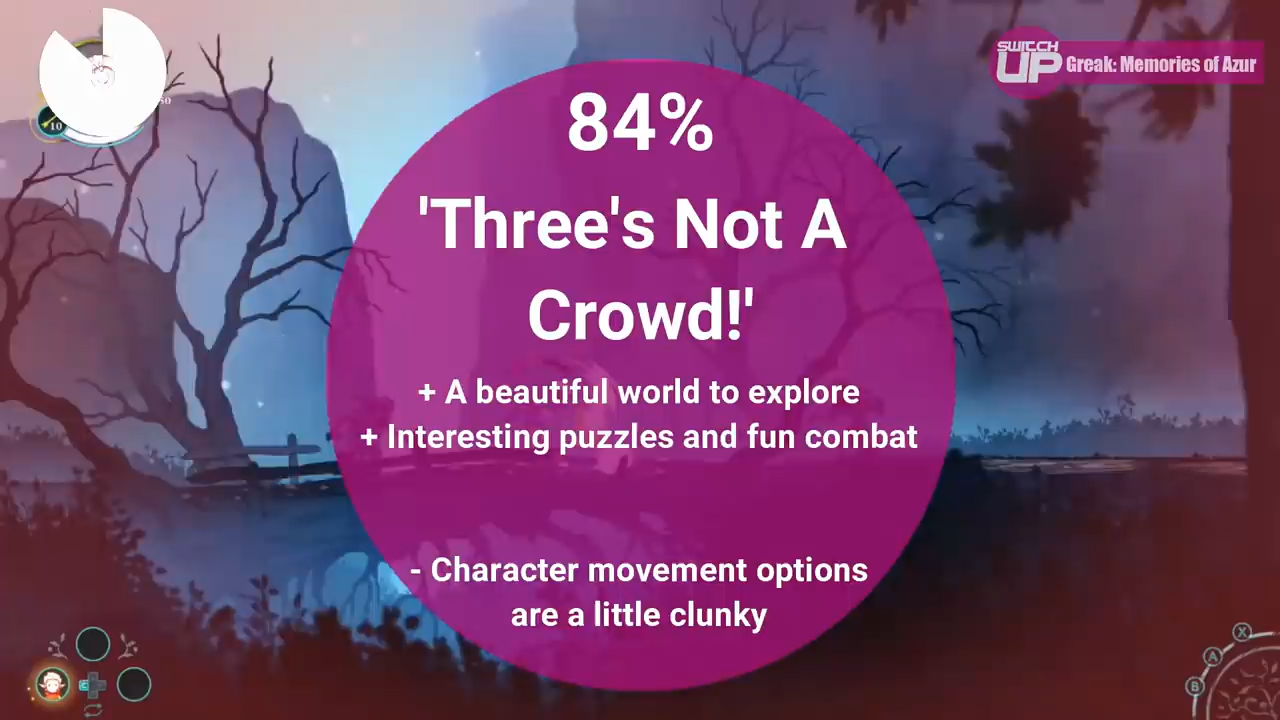 SWITCH
UP
Greak: Memories of Azur
84%
'Three's Not A
Crowd!'
+ A beautiful world to explore
+ Interesting puzzles and fun combat
- Character movement options
are a little clunky
10
X
A
B